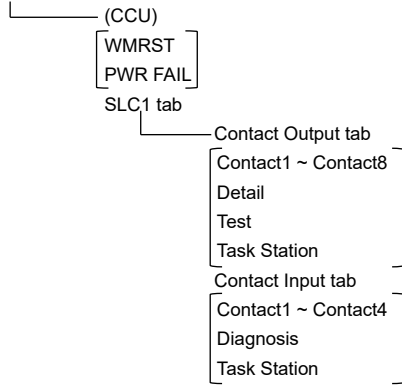 (CCU)
WMRST
PWR FAIL
SLC1 tab
Contact Output tab
Contact1 ~ Contact8
Detail
Test
Task Station
Contact Input tab
Contact1 ~ Contact4
Diagnosis
Task Station